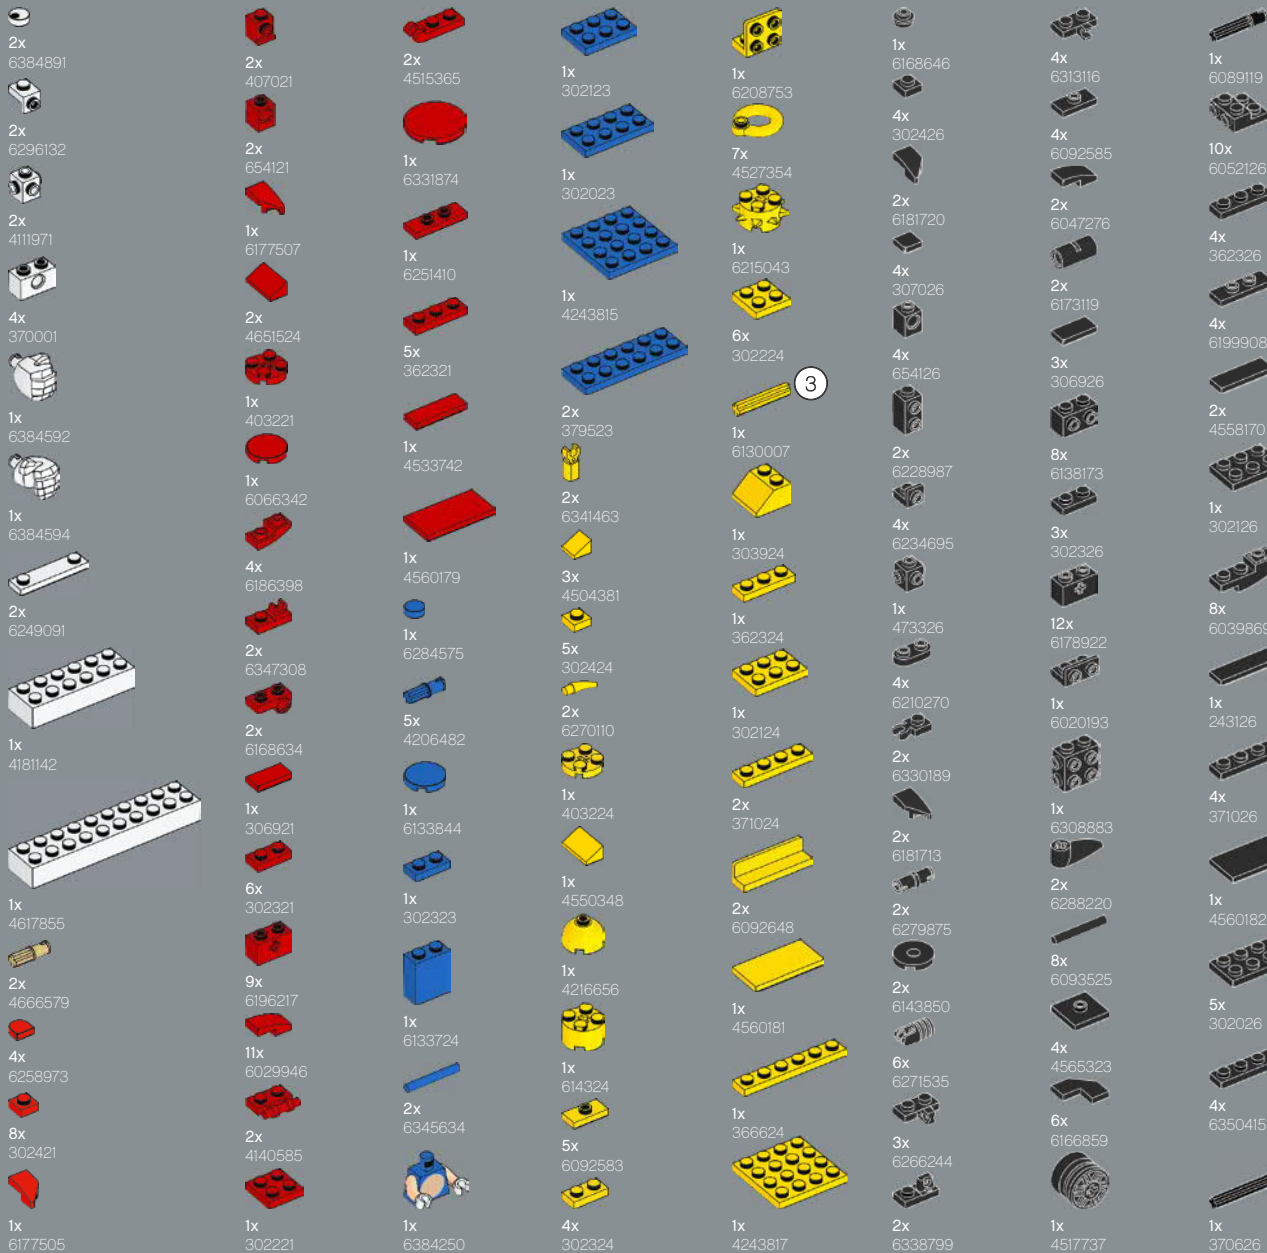 2x
6384891
2x
6296132
2x
4111971
4x
370001
1x
6384592
1x
6384594
2x
6249091
1x
4181142
1x
4617855
2x
4666579
4x
6258973
8x
302421
1x
6177505
2x
407021
2x
654121
1x
6177507
2x
4651524
1x
403221
1x
6066342
4x
6186398
2x
6347308
2x
6168634
1x
306921
6x
302321
9x
6196217
11x
6029946
2x
4140585
1x
302221
2x
4515365
1x
6331874
1x
6251410
5x
362321
1x
4533742
1x
4560179
1x
6284575
5x
4206482
1x
6133844
1x
302323
1x
6133724
2x
6345634
1x
6384250
1x
302123
1x
302023
1x
4243815
2x
379523
2x
6341463
3x
4504381
5x
302424
2x
6270110
1x
403224
1x
4550348
1x
4216656
1x
614324
5x
6092583
4x
302324
1x
6208753
7x
4527354
1x
6215043
6x
302224
3
1x
6130007
1x
303924
1x
362324
1x
302124
2x
371024
2x
6092648
1x
4560181
1x
366624
1x
4243817
1x
6168646
4x
302426
2x
6181720
4x
307026
4x
654126
2x
6228987
4x
6234695
1x
473326
4x
6210270
2x
6330189
2x
6181713
2x
6279875
2x
6143850
6x
6271535
3x
6266244
2x
6338799
4x
6313116
4x
6092585
2x
6047276
2x
6173119
3x
306926
8x
6138173
3x
302326
12x
6178922
1x
6020193
1x
6308883
2x
6288220
8x
6093525
4x
4565323
6x
6166859
1x
4517737
1x
6089119
10x
6052126
4x
362326
4x
6199908
2x
4558170
1x
302126
8x
6039869
1x
243126
4x
371026
1x
4560182
5x
302026
4x
6350415
1x
370626